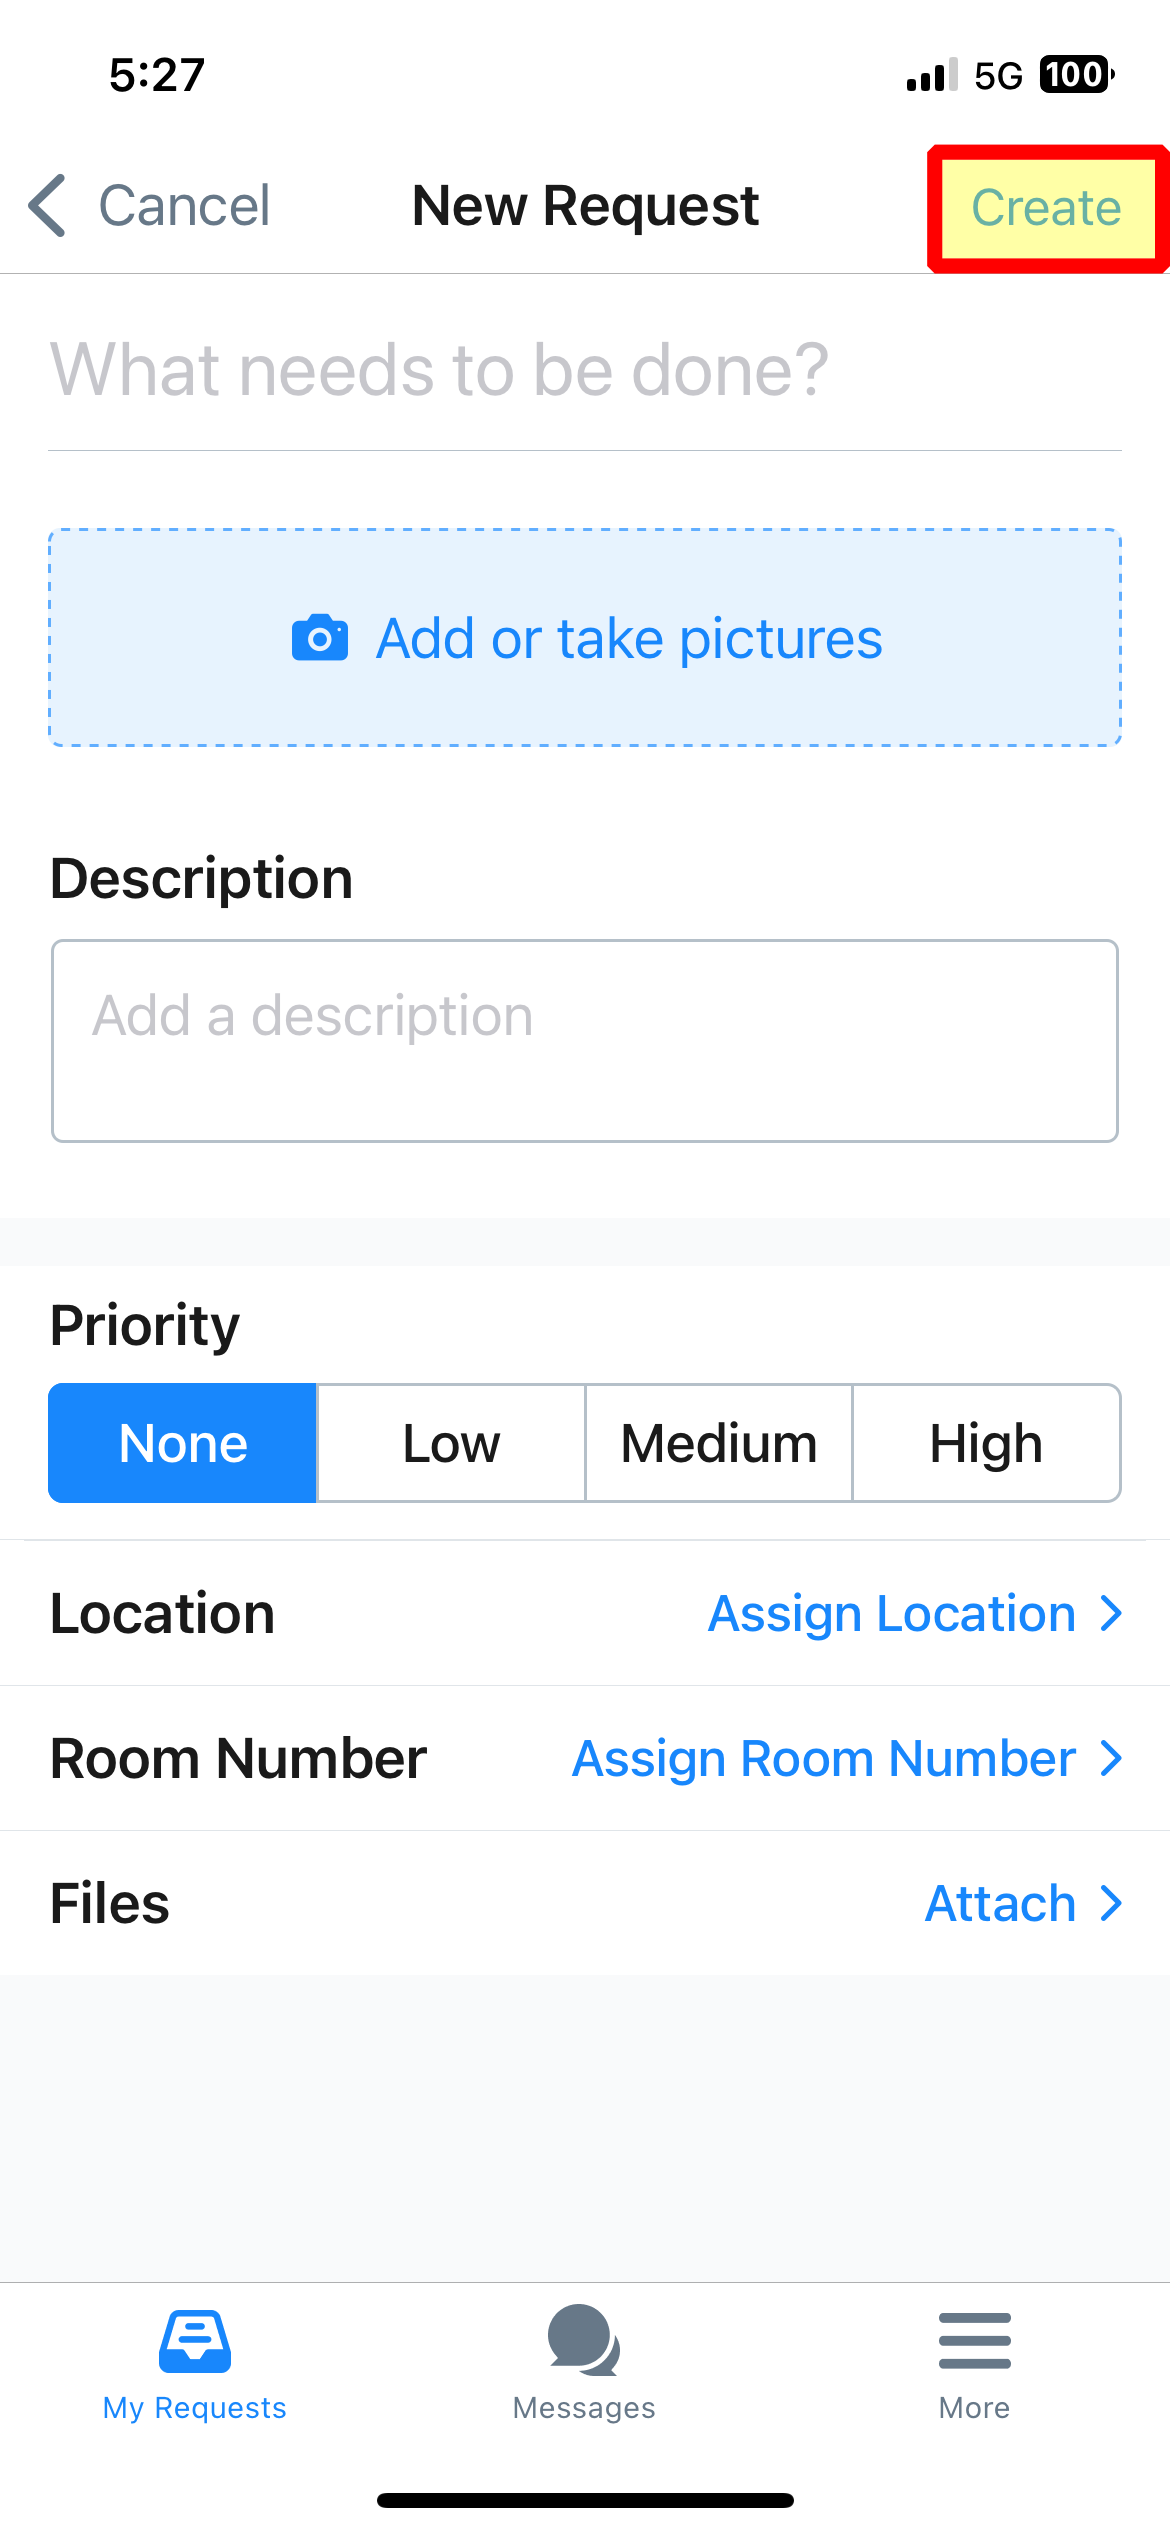 5:27 5G 100
Cancel New Request Create
What needs to be done?
Add or take pictures
Description
Add a description
Priority
None Low Medium High
Location Assign Location
Room Number Assign Room Number
Files Attach
My Requests Messages More